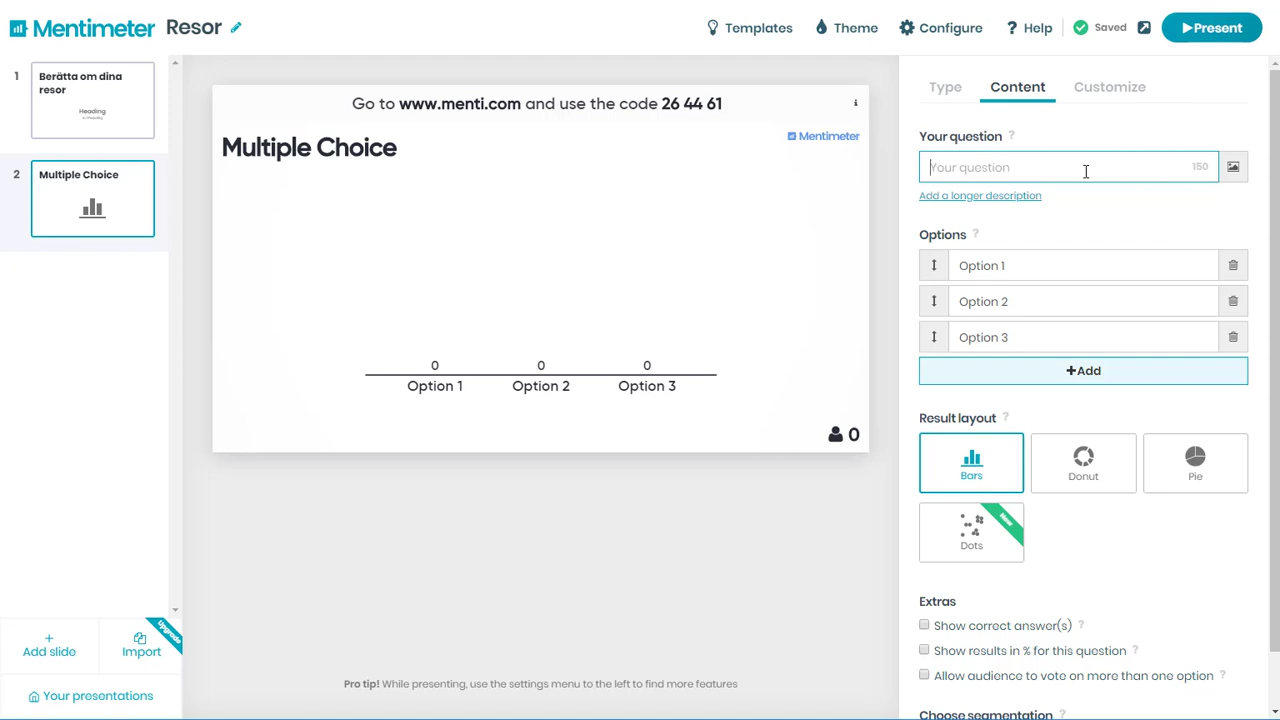 Mentimeter
Resor
Templates
Theme
Configure
? Help
Saved
Present
1
Berätta om dina
resor
Heading
2
Multiple Choice
+
Add slide
Import
Upgrade
Your presentations
Go to www.menti.com and use the code 26 44 61
i
Multiple Choice
Mentimeter
0
0
0
Option 1
Option 2
Option 3
0
Pro tip! While presenting, use the settings menu to the left to find more features
Type
Content
Customize
Your question ?
Your question
150
Add a longer description
Options ?
Option 1
Option 2
Option 3
+Add
Result layout ?
Bars
Donut
Pie
Dots
New
Extras
Show correct answer(s) ?
Show results in % for this question ?
Allow audience to vote on more than one option ?
Choose segmentation ?